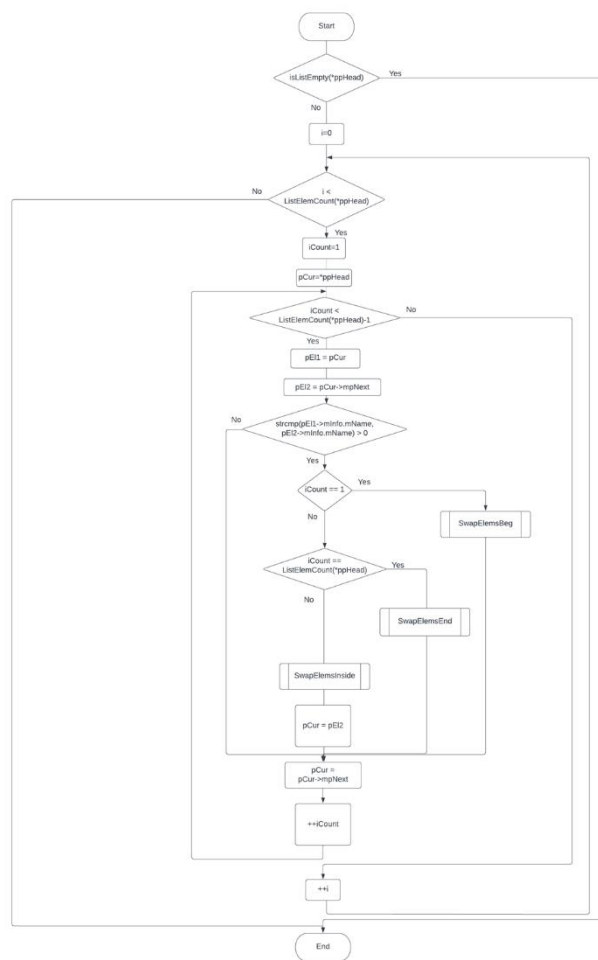 Start
isListEmpty(*ppHead)
Yes
No
i=0
No
i <
ListElemCount(*ppHead)
Yes
iCount=1
pCur=*ppHead
iCount <
ListElemCount(*ppHead)-1
No
Yes
pEl1 = pCur
pEl2 = pCur->mpNext
No
strcmp(pEl1->mInfo.mName,
pEl2->mInfo.mName) > 0
Yes
iCount == 1
Yes
No
SwapElemsBeg
iCount ==
ListElemCount(*ppHead)
Yes
No
SwapElemsEnd
SwapElemsInside
pCur = pEl2
pCur =
pCur->mpNext
++iCount
++i
End